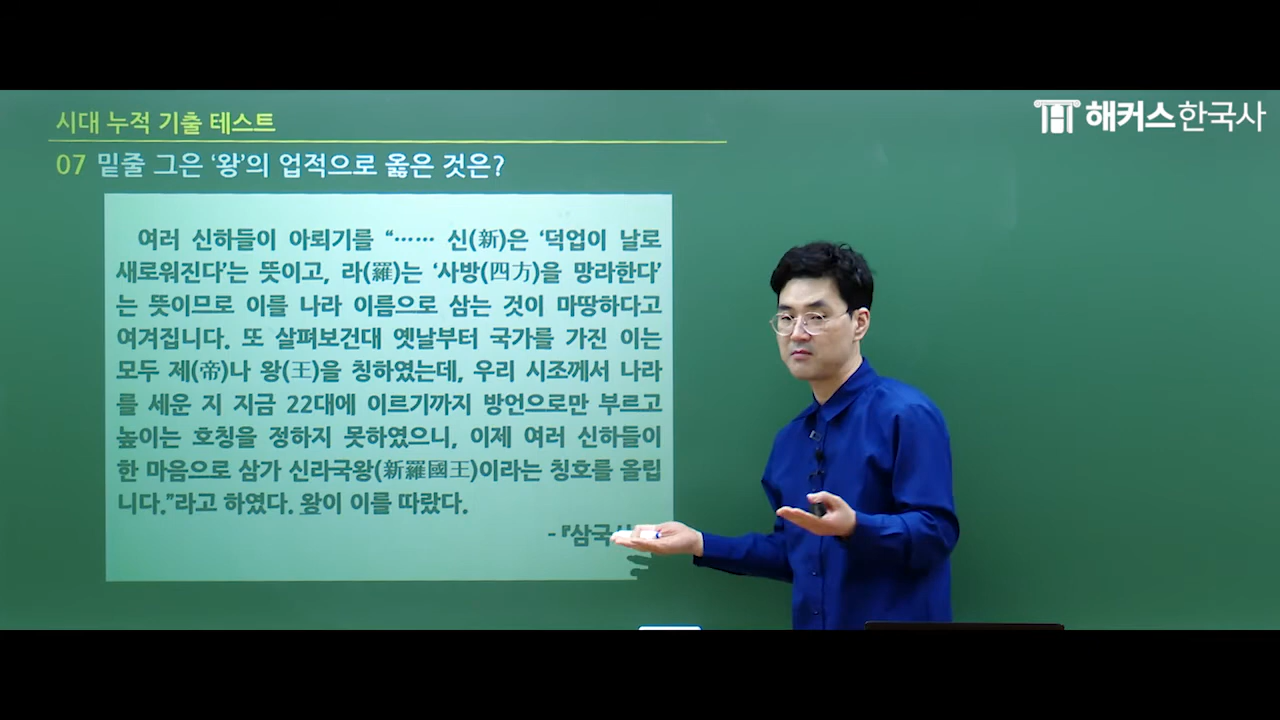 시대 누적 기출 테스트
해커스한국사
07 밑줄 그은 ‘왕’의 업적으로 옳은 것은?
여러 신하들이 아뢰기를 “…… 신(新)은 ‘덕업이 날로
새로워진다’는 뜻이고, 라(羅)는 ‘사방(四方)을 망라한다’
는 뜻이므로 이를 나라 이름으로 삼는 것이 마땅하다고
여겨집니다. 또 살펴보건대 옛날부터 국가를 가진 이는
모두 제(帝)나 왕(王)을 칭하였는데, 우리 시조께서 나라
를 세운 지 지금 22대에 이르기까지 방언으로만 부르고
높이는 호칭을 정하지 못하였으니, 이제 여러 신하들이
한 마음으로 삼가 신라국왕(新羅國王)이라는 칭호를 올립
니다.”라고 하였다. 왕이 이를 따랐다.